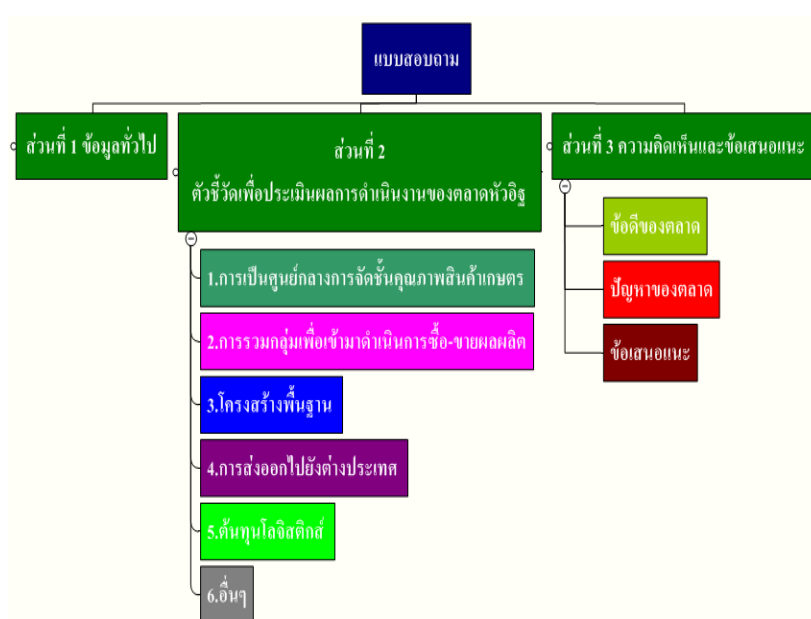 แบบสอบถาม
ส่วนที่ 1 ข้อมูลทั่วไป
ส่วนที่ 2
ตัวชี้วัดเพื่อประเมินผลการดำเนินงานของตลาดหัวอิฐ
1.การเป็นศูนย์กลางการจัดชั้นคุณภาพสินค้าเกษตร
2.การรวมกลุ่มเพื่อเข้ามาดำเนินการซื้อ-ขายผลผลิต
3.โครงสร้างพื้นฐาน
4.การส่งออกไปยังต่างประเทศ
5.ต้นทุนโลจิสติกส์
6.อื่นๆ
ส่วนที่ 3 ความคิดเห็นและข้อเสนอแนะ
ข้อดีของตลาด
ปัญหาของตลาด
ข้อเสนอแนะ